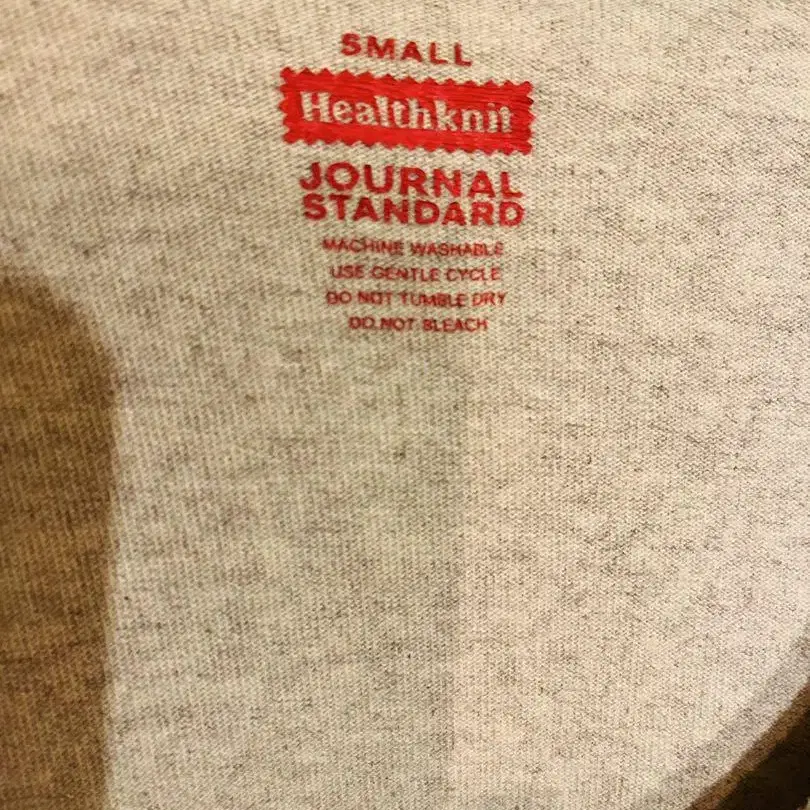 SMALL
Healthknit
JOURNAL
STANDARD
MACHINE WASHABLE
USE GENTLE CYCLE
DO NOT TUMBLE DRY
DO NOT BLEACH